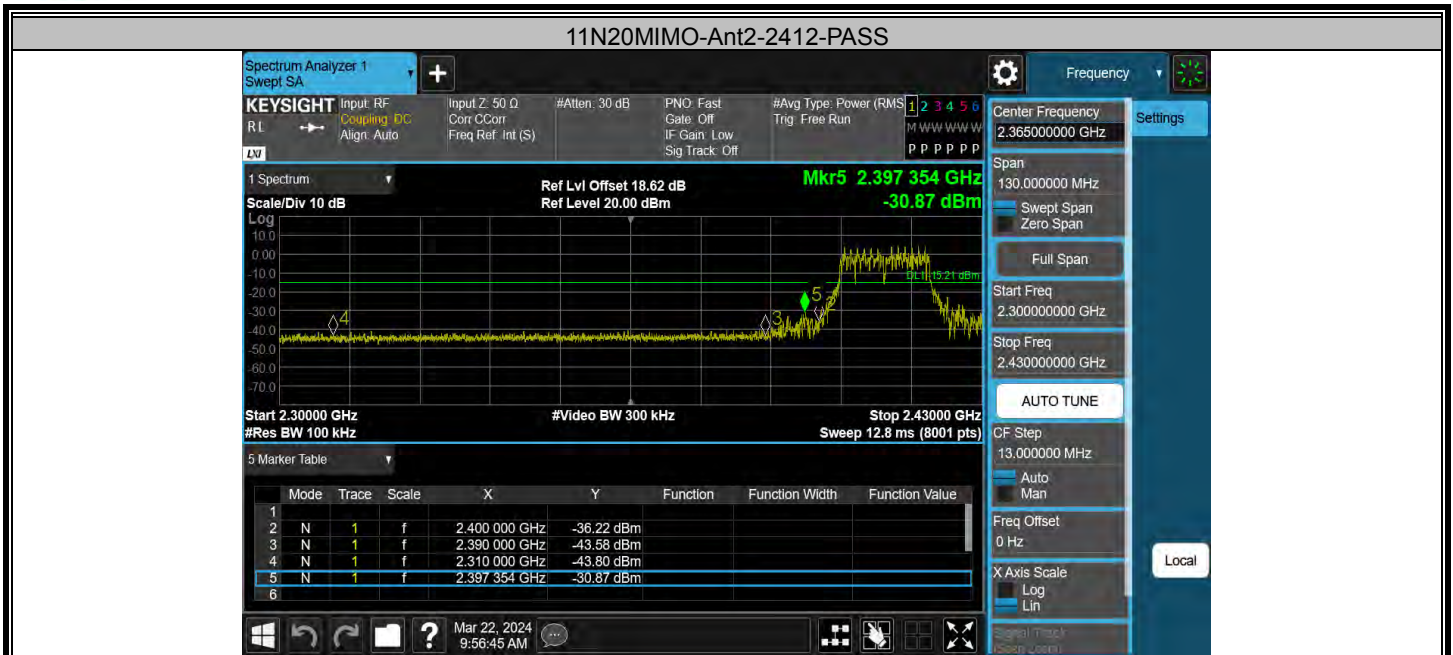 11N20MIMO-Ant2-2412-PASS
Spectrum Analyzer 1
Swept SA
Frequency
KEYSIGHT
RL
LXI
Input: RF
Coupling: DC
Align: Auto
Input Z: 50 Ω
Corr CCorr
Freq Ref: Int (S)
#Atten: 30 dB
PNO: Fast
Gate: Off
IF Gain: Low
Sig Track: Off
#Avg Type: Power (RMS
Trig: Free Run
1 2 3 4 5 6
M W W W W W
P P P P P P
1 Spectrum
Scale/Div 10 dB
Ref Lvl Offset 18.62 dB
Ref Level 20.00 dBm
Mkr5 2.397 354 GHz
-30.87 dBm
Log
10.0
0.00
-10.0
-20.0
-30.0
-40.0
-50.0
-60.0
-70.0
DL1 -15.21 dBm
4
3
5
2
Start 2.30000 GHz
#Res BW 100 kHz
#Video BW 300 kHz
Stop 2.43000 GHz
Sweep 12.8 ms (8001 pts)
5 Marker Table
Mode Trace Scale X Y Function Function Width Function Value
1
2 N 1 f 2.400 000 GHz -36.22 dBm
3 N 1 f 2.390 000 GHz -43.58 dBm
4 N 1 f 2.310 000 GHz -43.80 dBm
5 N 1 f 2.397 354 GHz -30.87 dBm
6
Mar 22, 2024
9:56:45 AM
Center Frequency
2.365000000 GHz
Settings
Span
130.000000 MHz
Swept Span
Zero Span
Full Span
Start Freq
2.300000000 GHz
Stop Freq
2.430000000 GHz
AUTO TUNE
CF Step
13.000000 MHz
Auto
Man
Freq Offset
0 Hz
X Axis Scale
Log
Lin
Signal Track
(Span Zoom)
Local